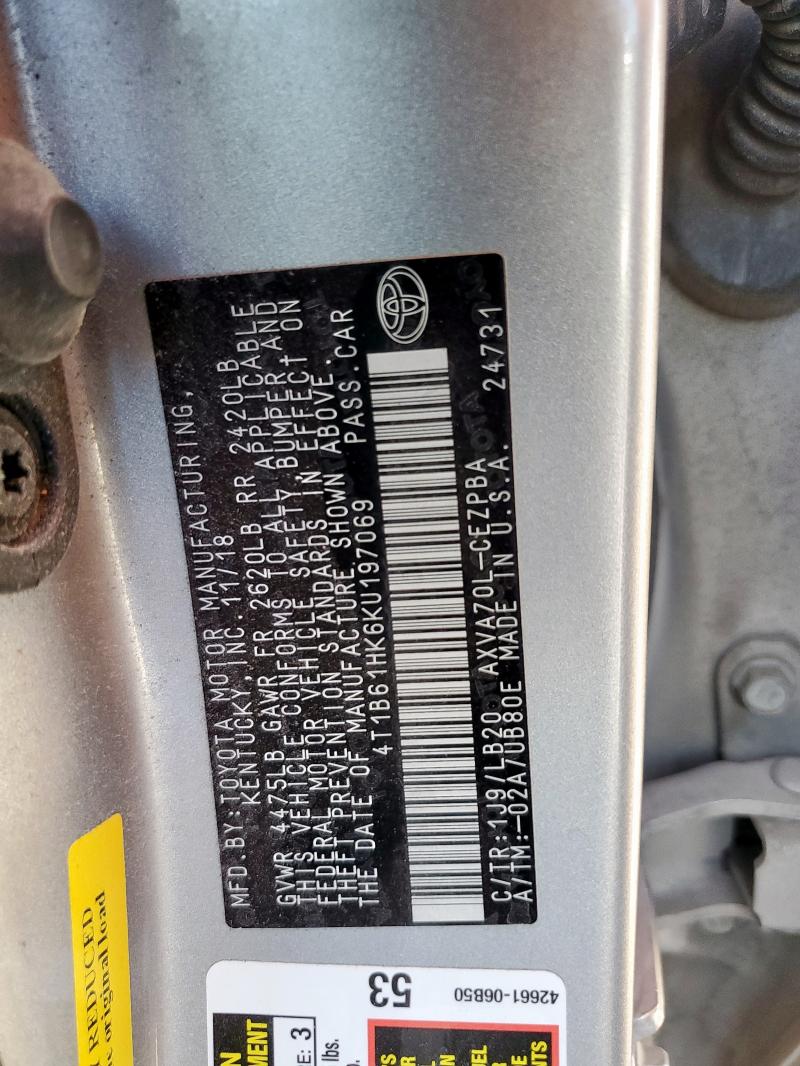 MFD. BY: TOYOTA MOTOR MANUFACTURING,
KENTUCKY, INC. 11/18
GVWR 4475LB GAWR FR 2620LB RR 2420LB
THIS VEHICLE CONFORMS TO ALL APPLICABLE
FEDERAL MOTOR VEHICLE SAFETY, BUMPER, AND
THEFT PREVENTION STANDARDS IN EFFECT ON
THE DATE OF MANUFACTURE SHOWN ABOVE.
4T1B61HK6KU197069 PASS.CAR
C/TR: 1J9/LB20 AXVA70L-CEZPBA
A/TM: -02A/UB80E MADE IN U.S.A. 24731
REDUCED
original load
53
42661-06B50
3
lbs.